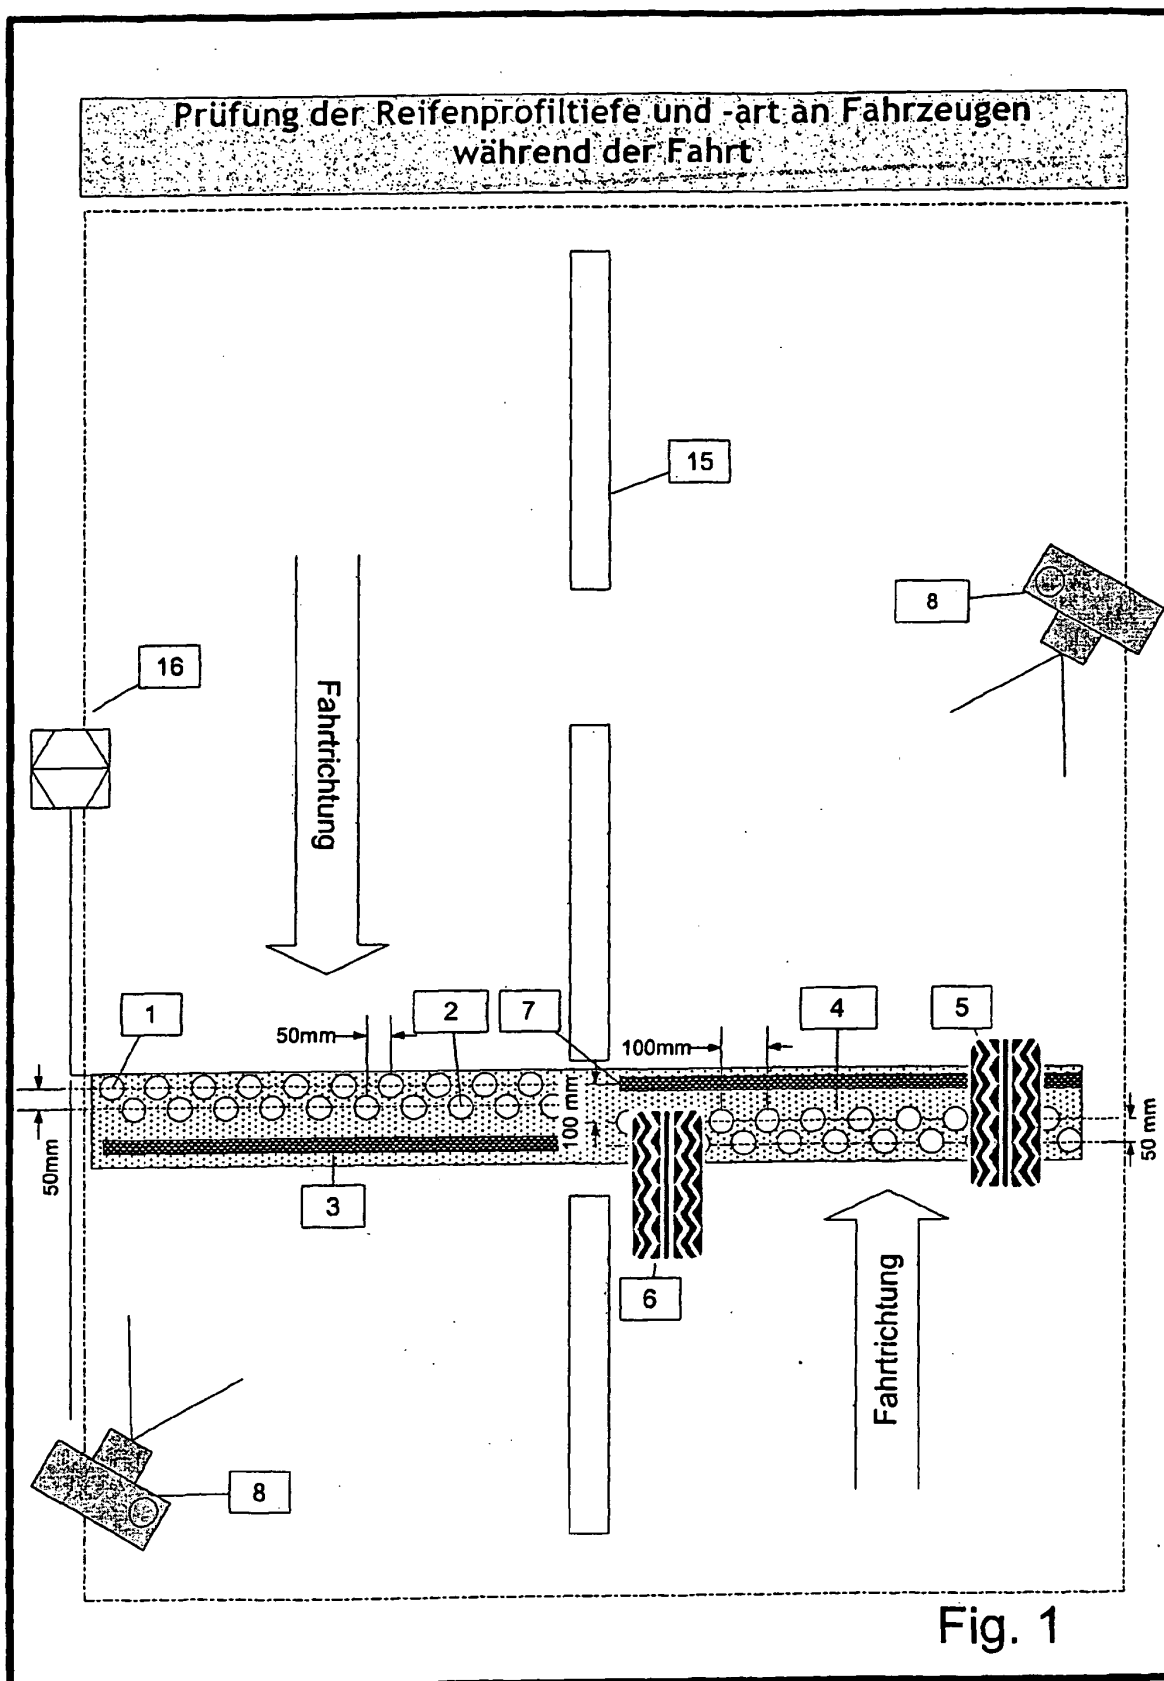 Prüfung der Reifenprofiltiefe und -art an Fahrzeugen
während der Fahrt
15
8
16
Fahrtrichtung
1
50mm
2
7
100mm
4
5
50mm
100 mm
50 mm
3
6
Fahrtrichtung
8
Fig. 1